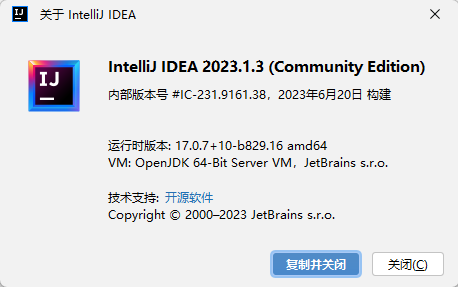 关于 IntelliJ IDEA
IJ
IntelliJ IDEA 2023.1.3 (Community Edition)
内部版本号 #IC-231.9161.38，2023年6月20日 构建
运行时版本: 17.0.7+10-b829.16 amd64
VM: OpenJDK 64-Bit Server VM，JetBrains s.r.o.
技术支持: 开源软件
Copyright © 2000–2023 JetBrains s.r.o.
复制并关闭 关闭(C)